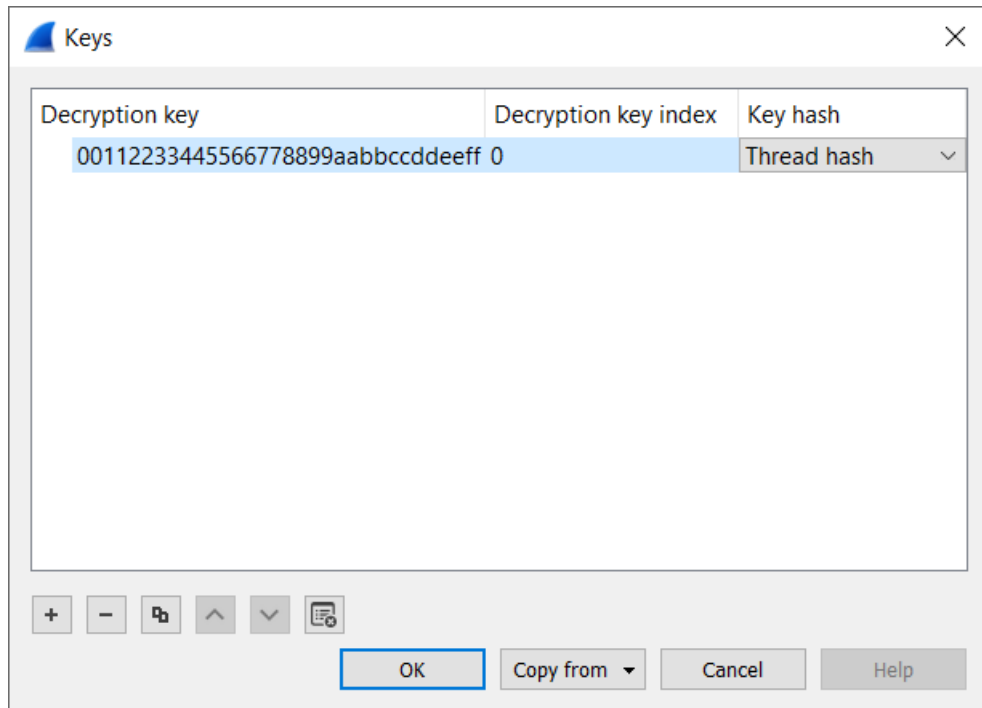 Keys
Decryption key Decryption key index Key hash
00112233445566778899aabbccddeeff 0 Thread hash
OK Copy from Cancel Help